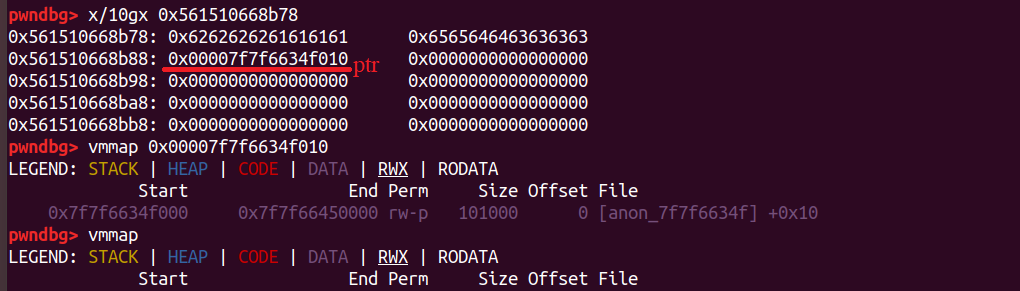 pwndbg> x/10gx 0x561510668b78
0x561510668b78: 0x6262626261616161 0x6565646463636363
0x561510668b88: 0x00007f7f6634f010 ptr 0x0000000000000000
0x561510668b98: 0x0000000000000000 0x0000000000000000
0x561510668ba8: 0x0000000000000000 0x0000000000000000
0x561510668bb8: 0x0000000000000000 0x0000000000000000
pwndbg> vmmap 0x00007f7f6634f010
LEGEND: STACK | HEAP | CODE | DATA | RWX | RODATA
Start End Perm Size Offset File
0x7f7f6634f000 0x7f7f66450000 rw-p 101000 0 [anon_7f7f6634f] +0x10
pwndbg> vmmap
LEGEND: STACK | HEAP | CODE | DATA | RWX | RODATA
Start End Perm Size Offset File